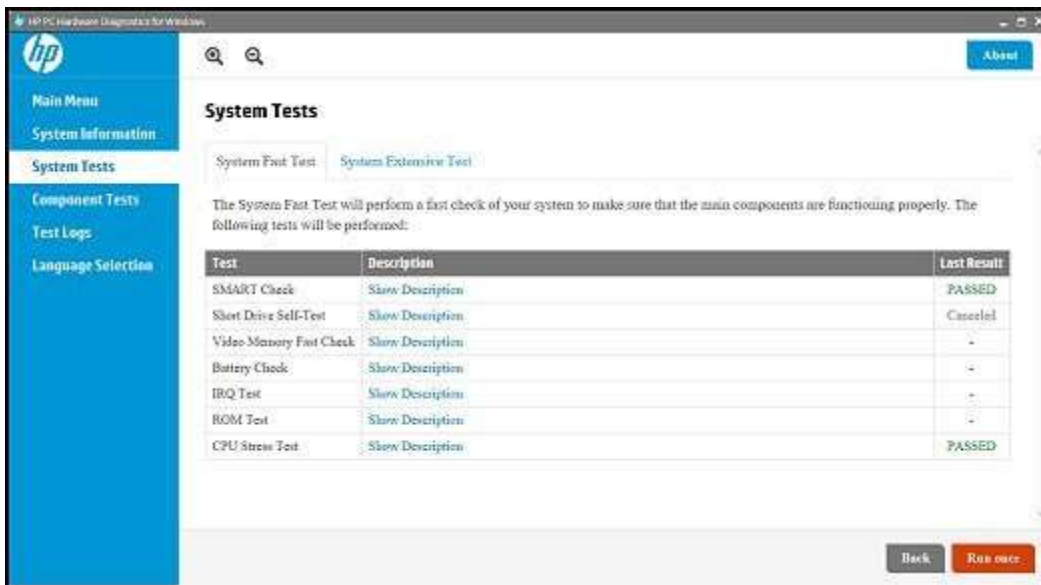 HP PC Hardware Diagnostics for Windows
hp
About
Main Menu
System Information
System Tests
Component Tests
Test Logs
Language Selection
System Tests
System Fast Test System Extensive Test
The System Fast Test will perform a fast check of your system to make sure that the main components are functioning properly. The
following tests will be performed:
Test Description Last Result
SMART Check Show Description PASSED
Short Drive Self-Test Show Description Canceled
Video Memory Fast Check Show Description -
Battery Check Show Description -
IRQ Test Show Description -
ROM Test Show Description -
CPU Stress Test Show Description PASSED
Back Run once